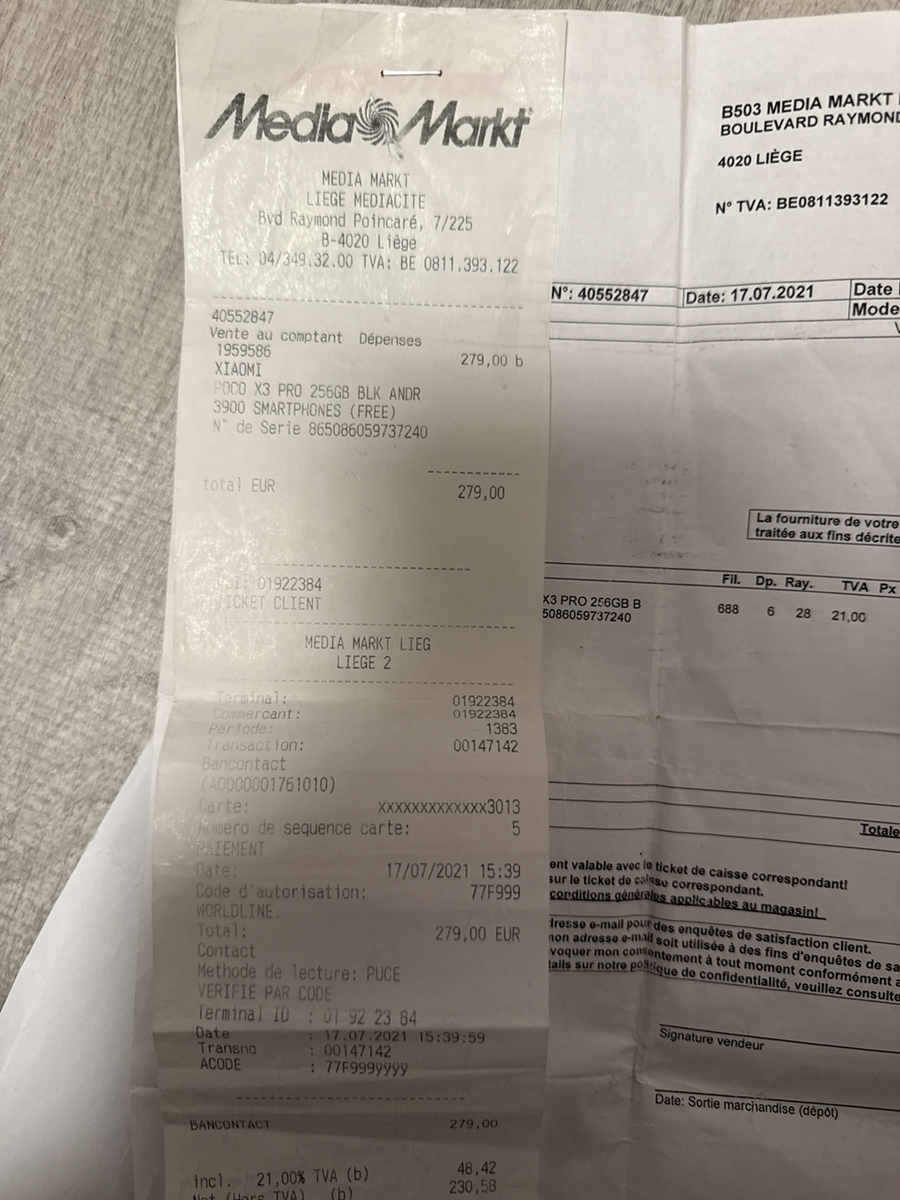 Media Markt
MEDIA MARKT
LIEGE MEDIACITE
Bvd Raymond Poincaré, 7/225
B-4020 Liège
TEL: 04/349.32.00 TVA: BE 0811.393.122
40552847
Vente au comptant Dépenses
1959586 279,00 b
XIAOMI
POCO X3 PRO 256GB BLK ANDR
3900 SMARTPHONES (FREE)
N° de Serie 865086059737240
total EUR 279,00
01922384
TICKET CLIENT
MEDIA MARKT LIEG
LIEGE 2
Terminal: 01922384
Commercant: 01922384
Periode: 1383
Transaction: 00147142
Bancontact
(A0000001761010)
Carte: xxxxxxxxxxxxx3013
Numero de sequence carte: 5
PAIEMENT
Date: 17/07/2021 15:39
Code d'autorisation: 77F999
WORLDLINE.
Total: 279,00 EUR
Contact
Methode de lecture: PUCE
VERIFIE PAR CODE
Terminal ID : 01 92 23 84
Date : 17.07.2021 15:39:59
Transno : 00147142
ACODE : 77F999yyyy
BANCONTACT 279,00
incl. 21,00% TVA (b) 48,42
Net (Hors TVA) (b) 230,58
B503 MEDIA MARKT
BOULEVARD RAYMOND
4020 LIÈGE
N° TVA: BE0811393122
N°: 40552847 Date: 17.07.2021 Date
Mode
La fourniture de votre
traitée aux fins décrite
Fil. Dp. Ray. TVA Px
X3 PRO 256GB B 688 6 28 21,00
5086059737240
Totale
ent valable avec le ticket de caisse correspondant!
sur le ticket de caisse correspondant.
conditions générales applicables au magasin!
dresse e-mail pour des enquêtes de satisfaction client.
mon adresse e-mail soit utilisée à des fins d'enquêtes de sa
voquer mon consentement à tout moment conformément a
tails sur notre politique de confidentialité, veuillez consulte
Signature vendeur
Date: Sortie marchandise (dépôt)